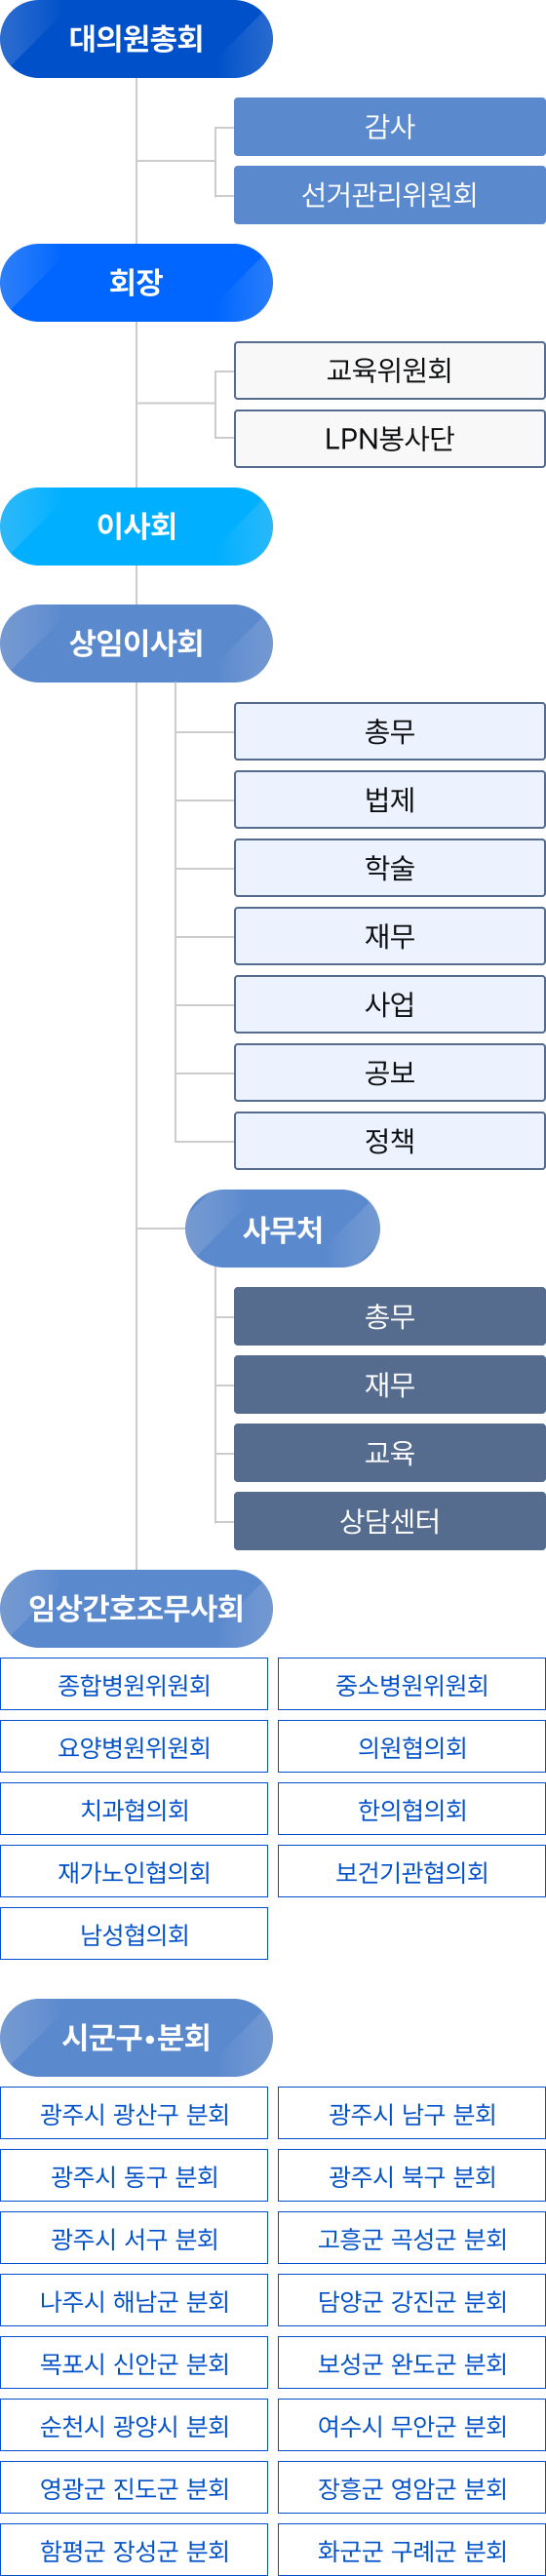 대의원총회
감사
선거관리위원회
회장
교육위원회
LPN봉사단
이사회
상임이사회
총무
법제
학술
재무
사업
공보
정책
사무처
총무
재무
교육
상담센터
임상간호조무사회
종합병원위원회
중소병원위원회
요양병원위원회
의원협의회
치과협의회
한의협의회
재가노인협의회
보건기관협의회
남성협의회
시군구•분회
광주시 광산구 분회
광주시 남구 분회
광주시 동구 분회
광주시 북구 분회
광주시 서구 분회
고흥군 곡성군 분회
나주시 해남군 분회
담양군 강진군 분회
목포시 신안군 분회
보성군 완도군 분회
순천시 광양시 분회
여수시 무안군 분회
영광군 진도군 분회
장흥군 영암군 분회
함평군 장성군 분회
화군군 구례군 분회